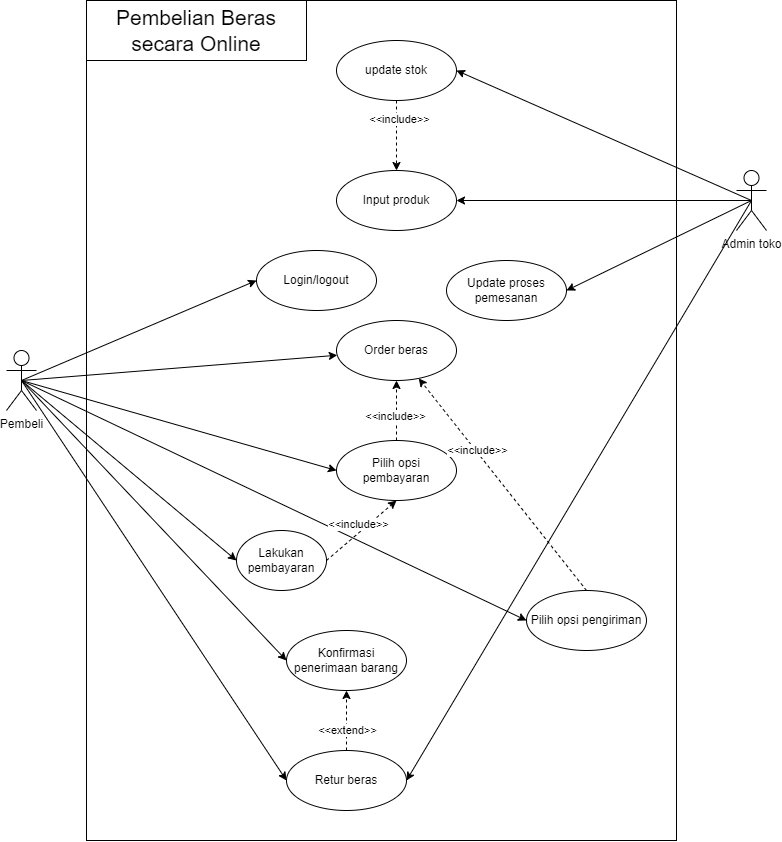 Pembelian Beras
secara Online
update stok
<<include>>
Input produk
Admin toko
Login/logout
Update proses
pemesanan
Order beras
Pembeli
<<include>>
<<include>>
Pilih opsi
pembayaran
<<include>>
Lakukan
pembayaran
Pilih opsi pengiriman
Konfirmasi
penerimaan barang
<<extend>>
Retur beras